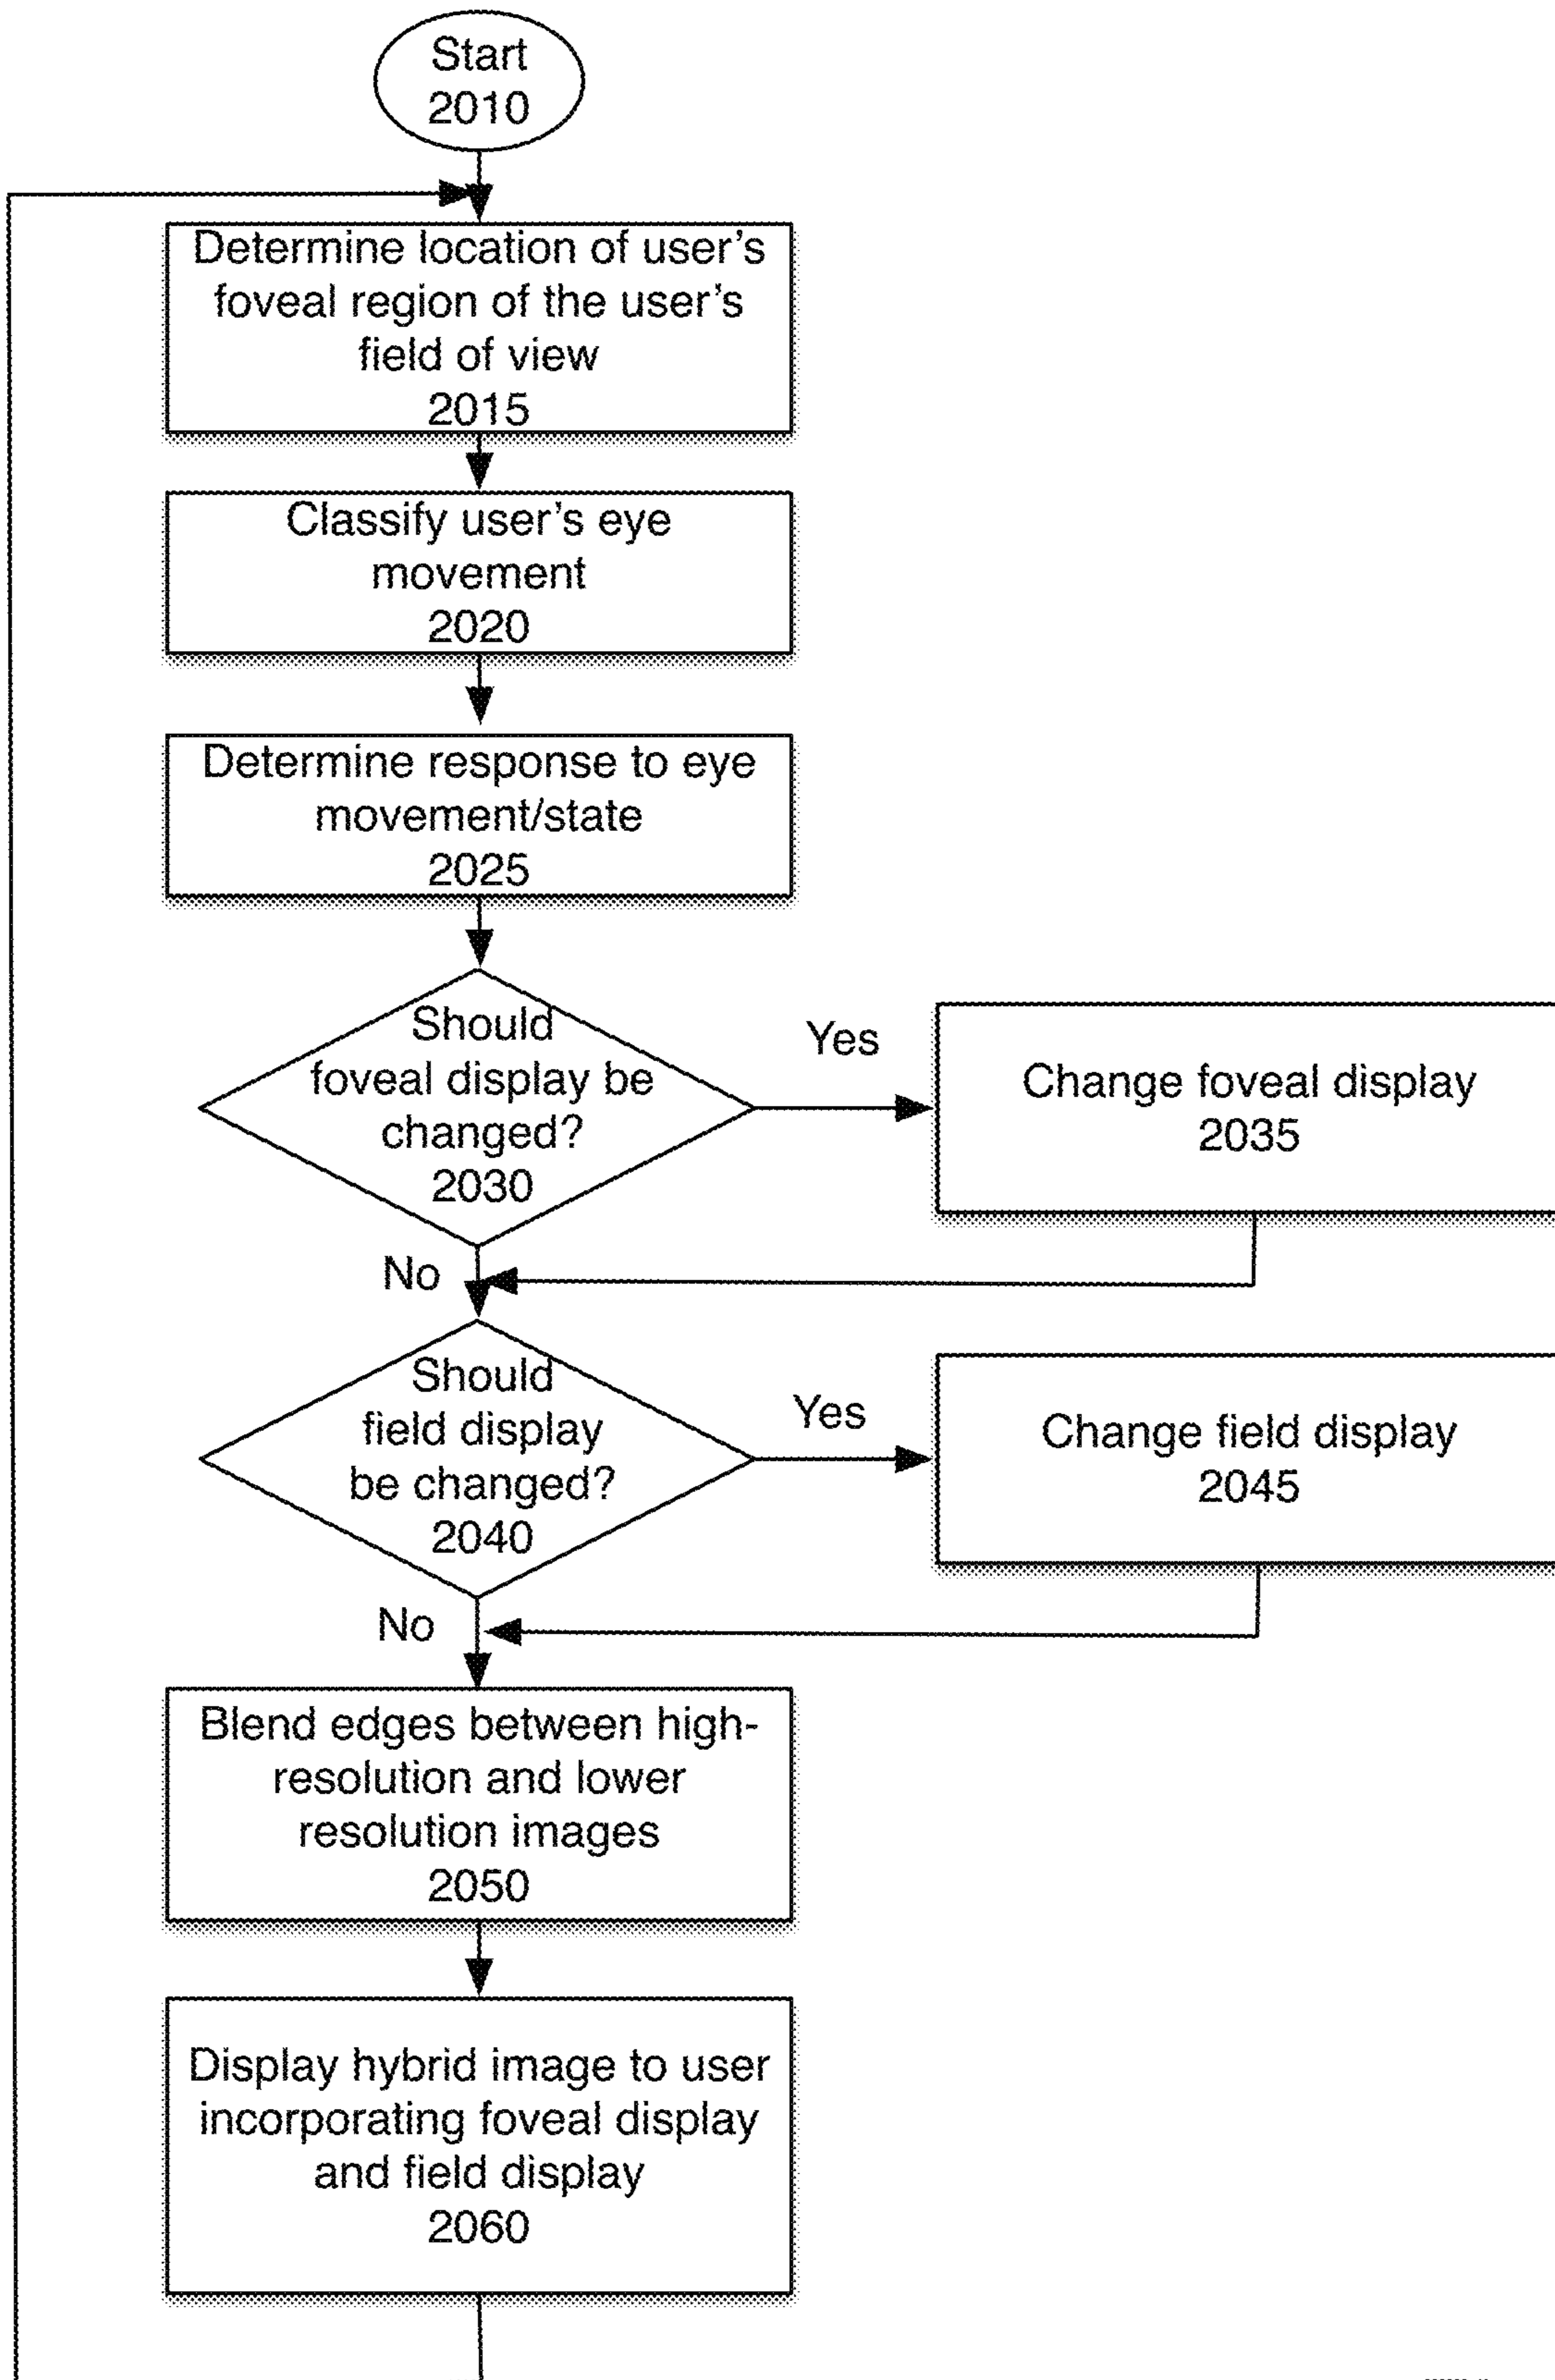 Start
2010
Determine location of user's
foveal region of the user's
field of view
2015
Classify user's eye
movement
2020
Determine response to eye
movement/state
2025
Should
foveal display be
changed?
2030
Yes
Change foveal display
2035
No
Should
field display
be changed?
2040
Yes
Change field display
2045
No
Blend edges between high-
resolution and lower
resolution images
2050
Display hybrid image to user
incorporating foveal display
and field display
2060